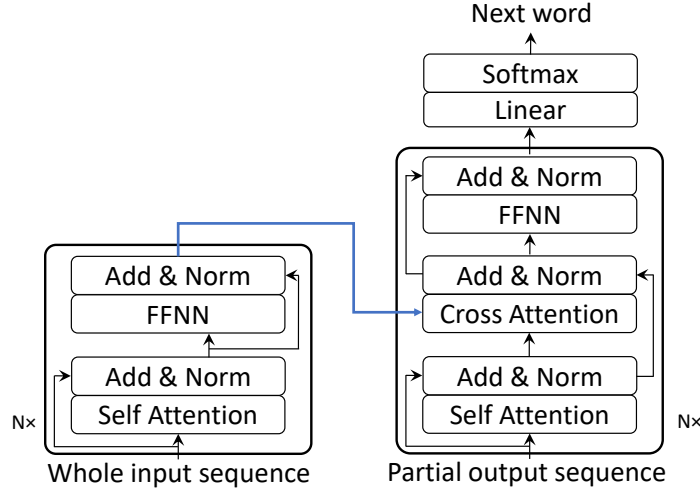 Next word
Softmax
Linear
Add & Norm
FFNN
Add & Norm
Cross Attention
Add & Norm
Self Attention
N×
Partial output sequence
Add & Norm
FFNN
Add & Norm
Self Attention
N×
Whole input sequence